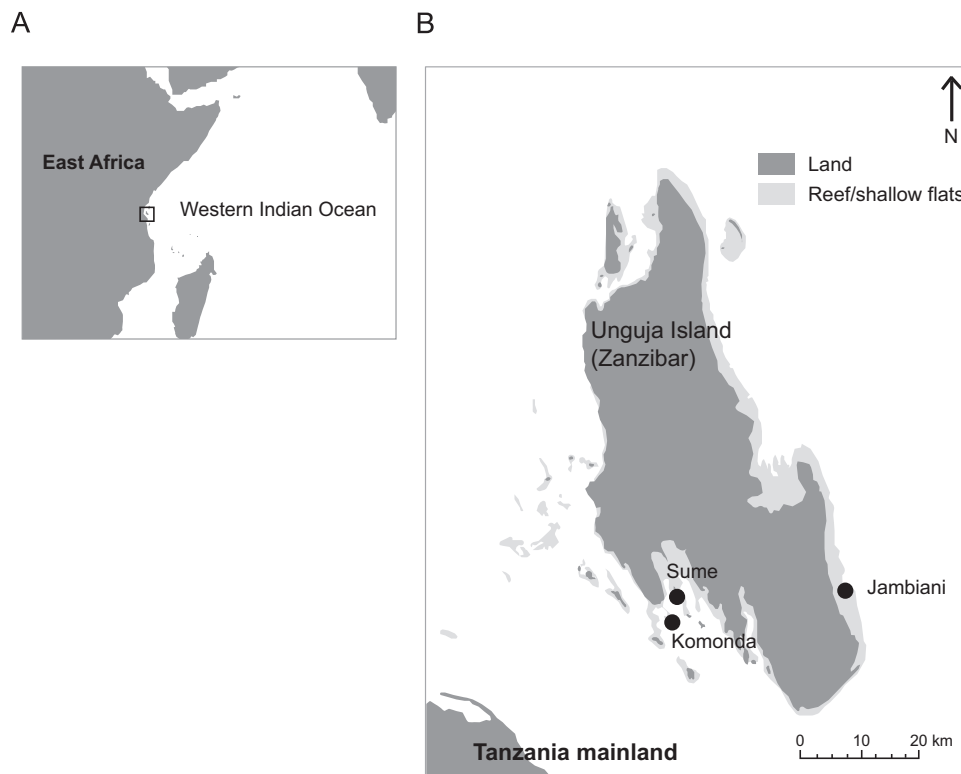 A
B
East Africa
Western Indian Ocean
N
Land
Reef/shallow flats
Unguja Island
(Zanzibar)
Sume
Jambiani
Komonda
0 10 20 km
Tanzania mainland